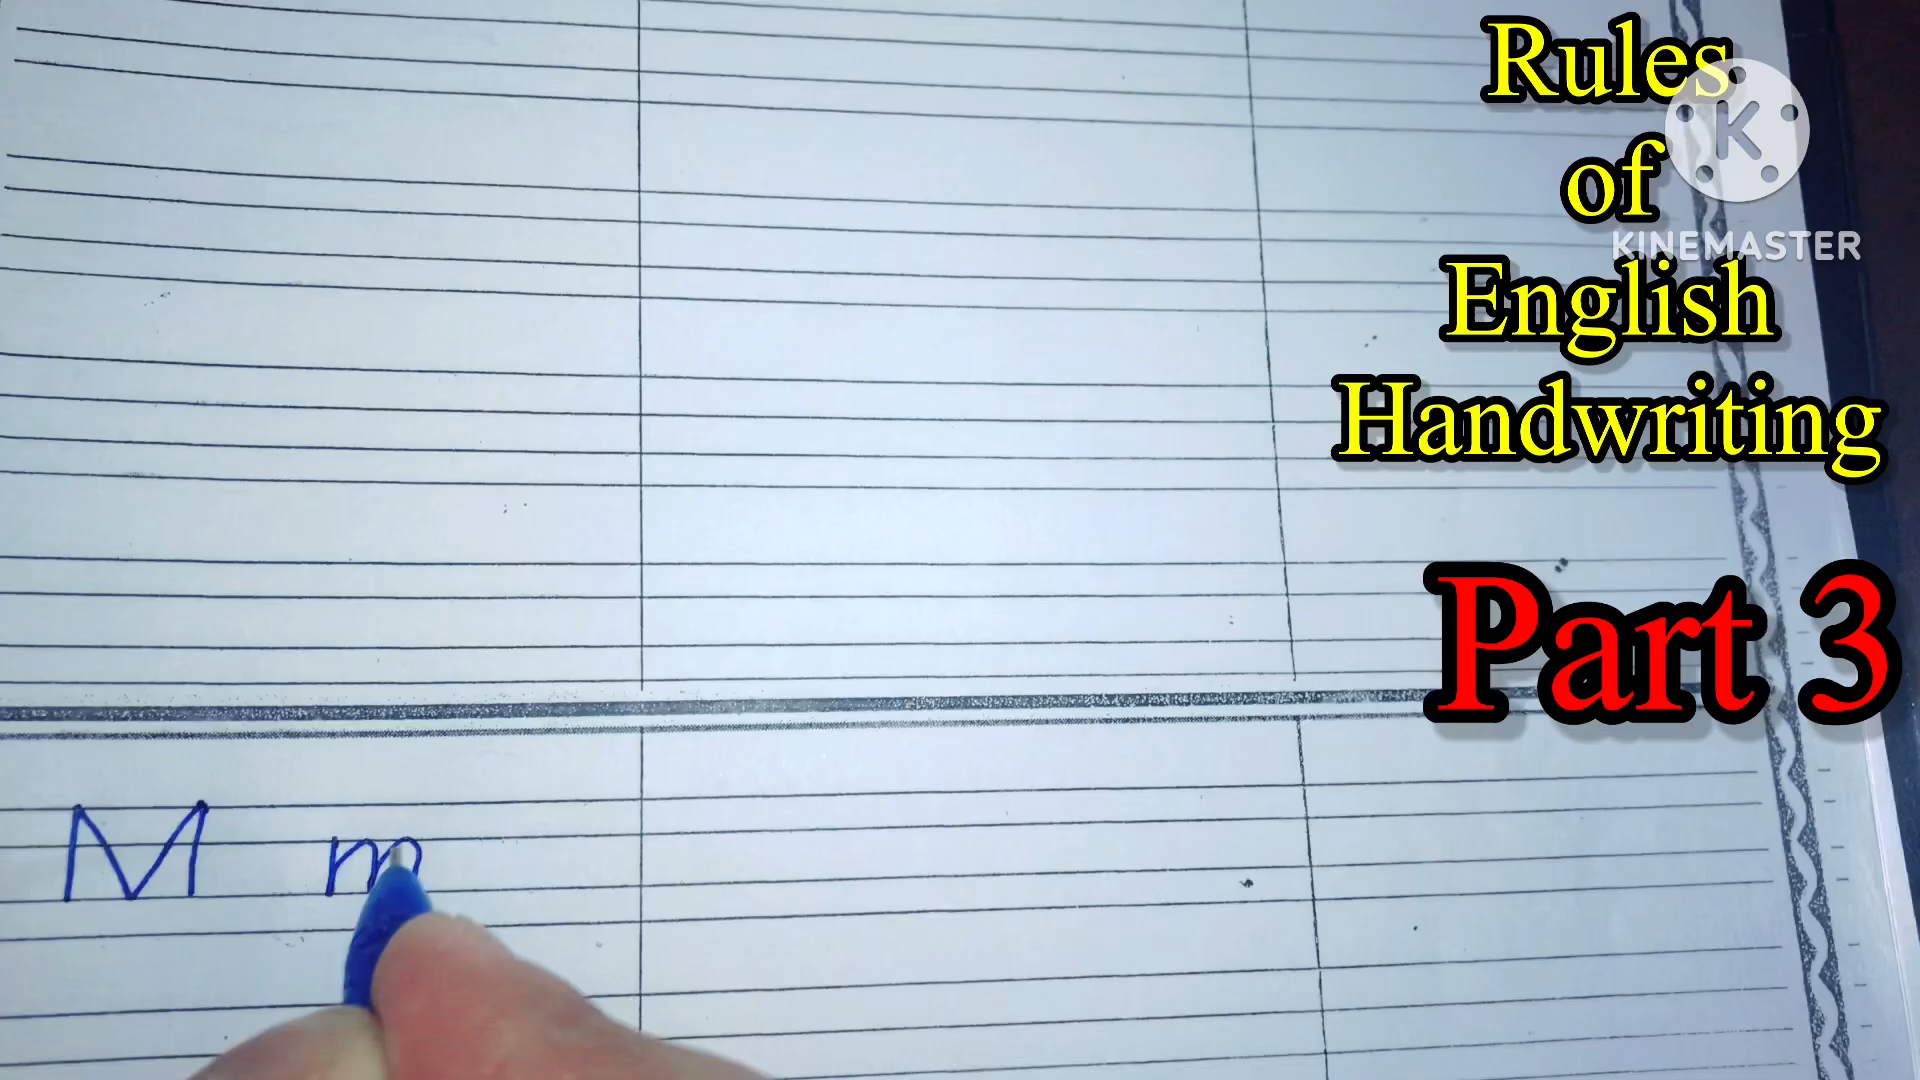 Rules
of
English
Handwriting
K
KINEMASTER
Part 3
M m